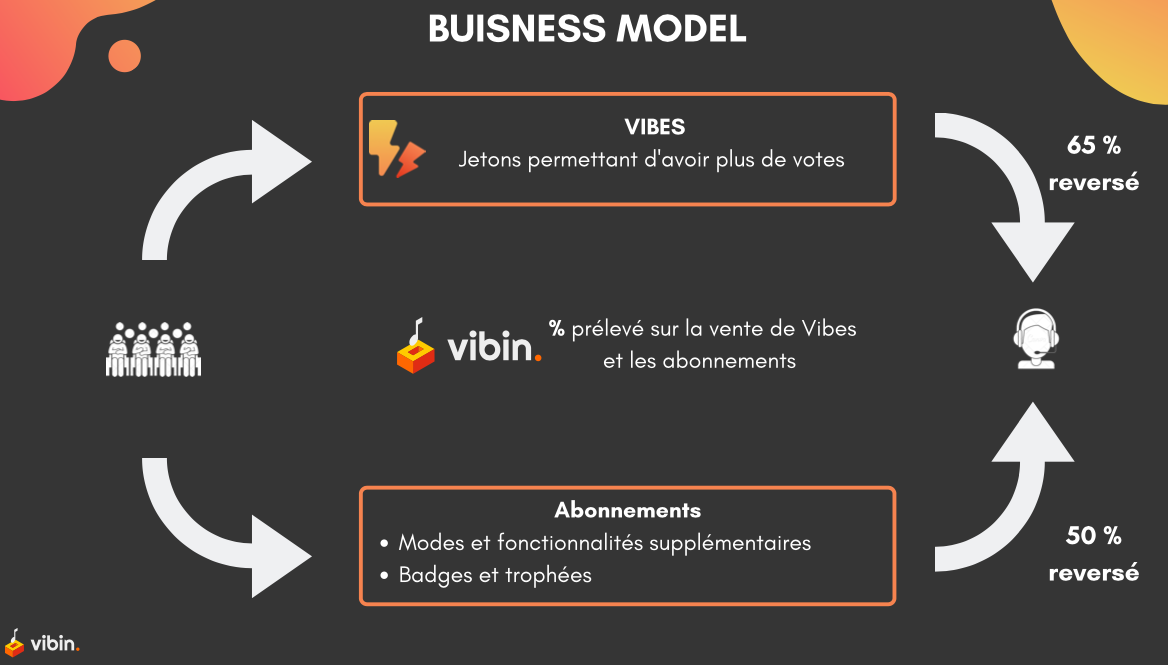 BUISNESS MODEL
VIBES
Jetons permettant d'avoir plus de votes
65 %
reversé
vibin.
% prélevé sur la vente de Vibes
et les abonnements
Abonnements
• Modes et fonctionnalités supplémentaires
• Badges et trophées
50 %
reversé
vibin.